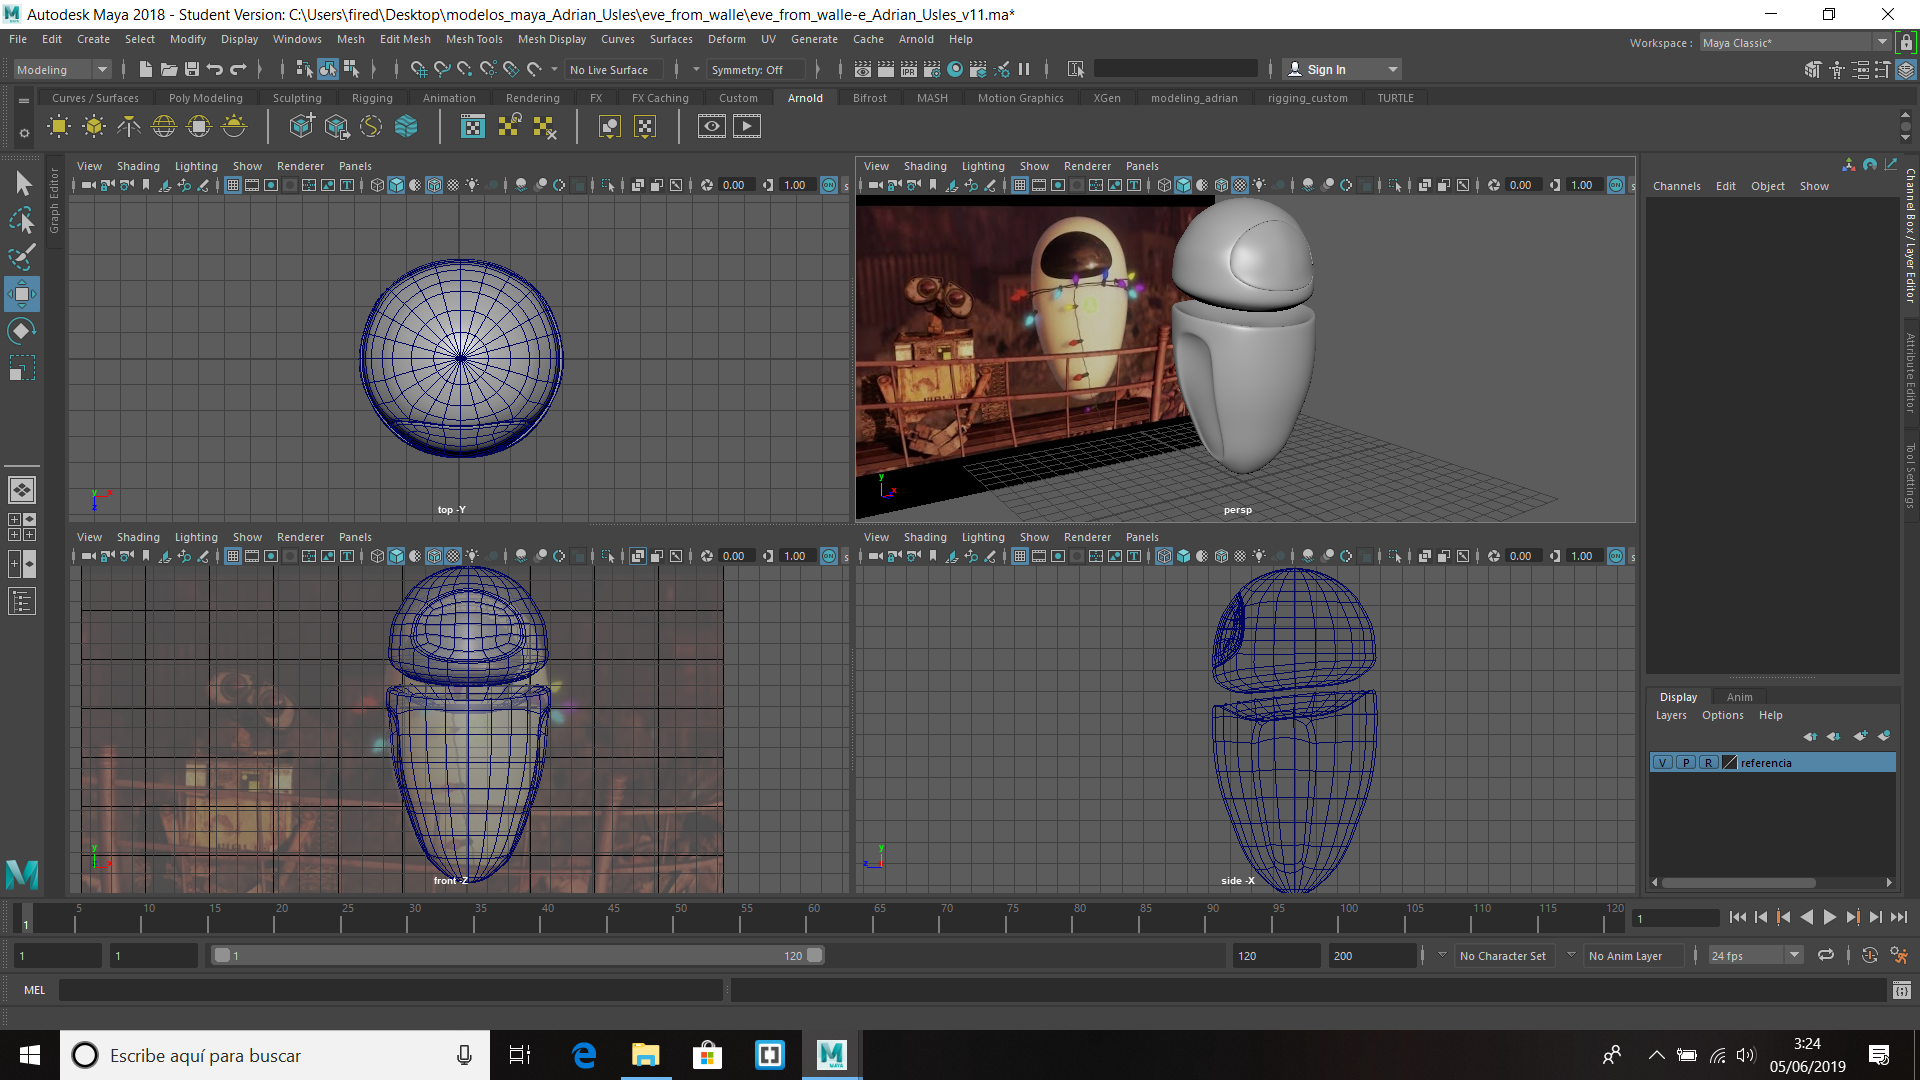 Autodesk Maya 2018 - Student Version: C:\Users\fired\Desktop\modelos_maya_Adrian_Usles\eve_from_walle\eve_from_walle-e_Adrian_Usles_v11.ma*
File Edit Create Select Modify Display Windows Mesh Edit Mesh Mesh Tools Mesh Display Curves Surfaces Deform UV Generate Cache Arnold Help
Workspace : Maya Classic*
Modeling No Live Surface Symmetry: Off Sign In
Curves / Surfaces Poly Modeling Sculpting Rigging Animation Rendering FX FX Caching Custom Arnold Bifrost MASH Motion Graphics XGen modeling_adrian rigging_custom TURTLE
Graph Editor
View Shading Lighting Show Renderer Panels
0.00 1.00
top -Y
View Shading Lighting Show Renderer Panels
0.00 1.00
persp
View Shading Lighting Show Renderer Panels
0.00 1.00
front -Z
View Shading Lighting Show Renderer Panels
0.00 1.00
side -X
Channels Edit Object Show
Channel Box / Layer Editor
Attribute Editor
Tool Settings
Display Anim
Layers Options Help
V P R referencia
1 5 10 15 20 25 30 35 40 45 50 55 60 65 70 75 80 85 90 95 100 105 110 115 120 1
1 1 1 120 120 200 No Character Set No Anim Layer 24 fps
MEL
Escribe aquí para buscar
3:24
05/06/2019